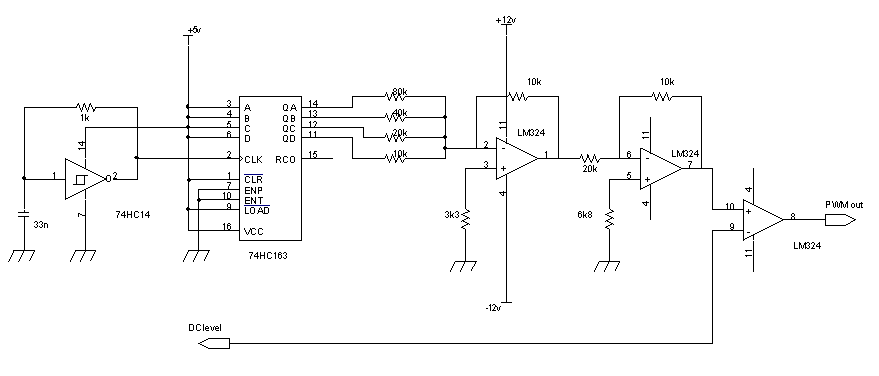 +5v
+12v
1k
14
1
2
7
33n
74HC14
3 A QA 14
4 B QB 13
5 C QC 12
6 D QD 11
2 CLK RCO 15
1 CLR
7 ENP
10 ENT
9 LOAD
16 VCC
74HC163
80k
40k
20k
10k
10k
11
LM324
2 -
3 +
1
4
3k3
-12v
10k
20k
11
LM324
6 -
5 +
7
4
6k8
4
10 +
9 -
8
11
LM324
PWM out
DC level